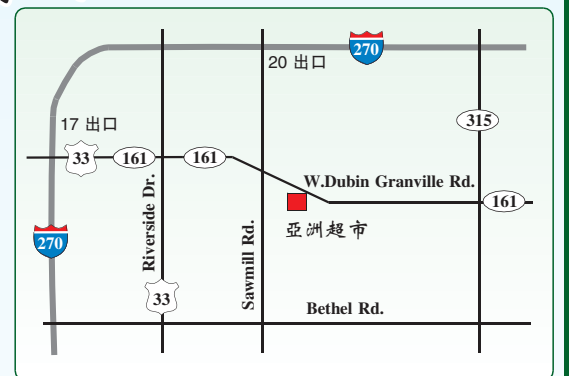 270
20 出口
17 出口
315
33
161
161
W.Dubin Granville Rd.
161
亞洲超市
270
Riverside Dr.
Sawmill Rd.
33
Bethel Rd.